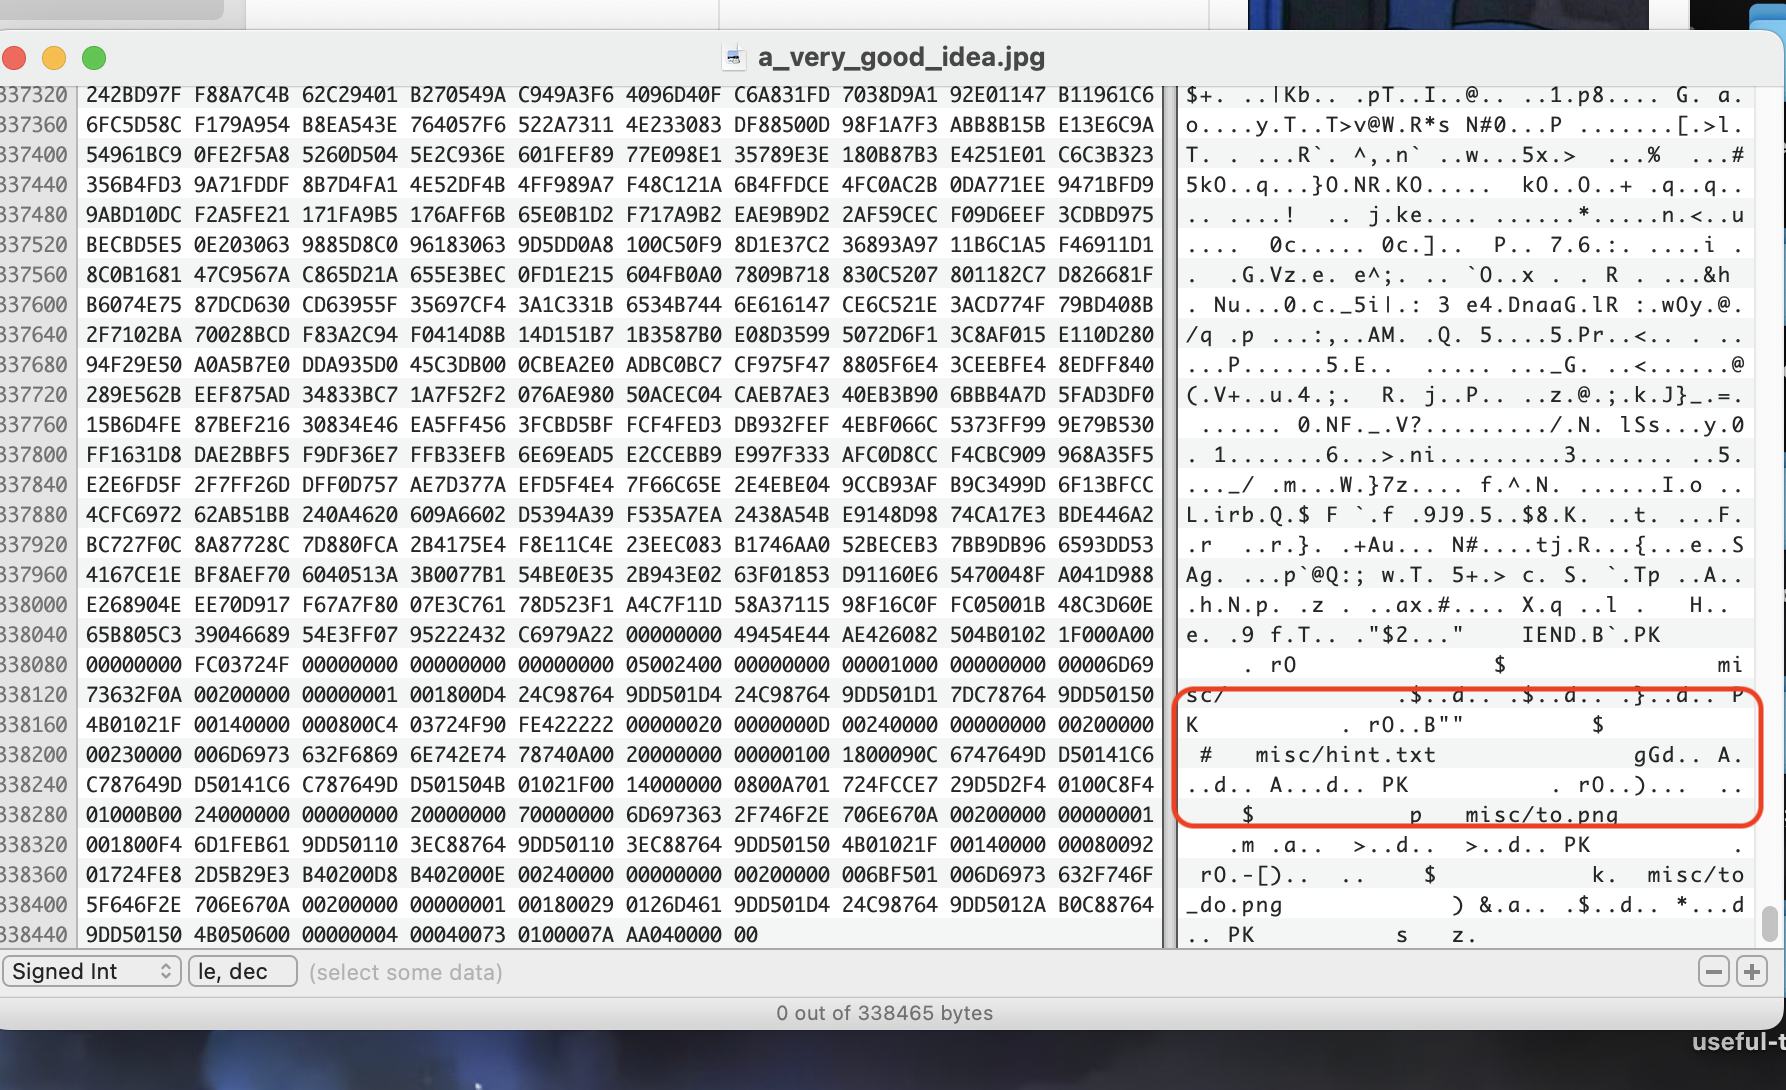 a_very_good_idea.jpg
337320 242BD97F F88A7C4B 62C29401 B270549A C949A3F6 4096D40F C6A831FD 7038D9A1 92E01147 B11961C6 $+. ..|Kb.. .pT..I..@.. ..1.p8.... G. a.
337360 6FC5D58C F179A954 B8EA543E 764057F6 522A7311 4E233083 DF88500D 98F1A7F3 ABB8B15B E13E6C9A o....y.T..T>v@W.R*s N#0...P .......[.>l.
337400 54961BC9 0FE2F5A8 5260D504 5E2C936E 601FEF89 77E098E1 35789E3E 180B87B3 E4251E01 C6C3B323 T. . ...R`. ^,.n` ..w...5x.> ...% ...#
337440 356B4FD3 9A71FDDF 8B7D4FA1 4E52DF4B 4FF989A7 F48C121A 6B4FFDCE 4FC0AC2B 0DA771EE 9471BFD9 5kO..q...}O.NR.KO..... kO..O..+ .q..q..
337480 9ABD10DC F2A5FE21 171FA9B5 176AFF6B 65E0B1D2 F717A9B2 EAE9B9D2 2AF59CEC F09D6EEF 3CDBD975 .. ....! .. j.ke.... ......*.....n.<..u
337520 BECBD5E5 0E203063 9885D8C0 96183063 9D5DD0A8 100C50F9 8D1E37C2 36893A97 11B6C1A5 F46911D1 .... 0c..... 0c.].. P.. 7.6.:. ....i .
337560 8C0B1681 47C9567A C865D21A 655E3BEC 0FD1E215 604FB0A0 7809B718 830C5207 801182C7 D826681F . .G.Vz.e. e^;. ... `O..x . . R . ...&h
337600 B6074E75 87DCD630 CD63955F 35697CF4 3A1C331B 6534B744 6E616147 CE6C521E 3ACD774F 79BD408B . Nu...0.c._5i|.: 3 e4.DnaaG.lR :.wOy.@.
337640 2F7102BA 70028BCD F83A2C94 F0414D8B 14D151B7 1B3587B0 E08D3599 5072D6F1 3C8AF015 E110D280 /q .p ...:,..AM. .Q. 5....5.Pr..<.. . ..
337680 94F29E50 A0A5B7E0 DDA935D0 45C3DB00 0CBEA2E0 ADBC0BC7 CF975F47 8805F6E4 3CEEBFE4 8EDFF840 ...P......5.E.. ..... ..._G. ..<......@
337720 289E562B EEF875AD 34833BC7 1A7F52F2 076AE980 50ACEC04 CAEB7AE3 40EB3B90 6BBB4A7D 5FAD3DF0 (.V+..u.4.;. R. j..P.. ..z.@.;.k.J}_.=.
337760 15B6D4FE 87BEF216 30834E46 EA5FF456 3FCBD5BF FCF4FED3 DB932FEF 4EBF066C 5373FF99 9E79B530 ...... 0.NF._.V?........./.N. lSs...y.0
337800 FF1631D8 DAE2BBF5 F9DF36E7 FFB33EFB 6E69EAD5 E2CCEBB9 E997F333 AFC0D8CC F4CBC909 968A35F5 . 1.......6...>.ni.........3....... ..5.
337840 E2E6FD5F 2F7FF26D DFF0D757 AE7D377A EFD5F4E4 7F66C65E 2E4EBE04 9CCB93AF B9C3499D 6F13BFCC ..._/ .m...W.}7z.... f.^.N. ......I.o ..
337880 4CFC6972 62AB51BB 240A4620 609A6602 D5394A39 F535A7EA 2438A54B E9148D98 74CA17E3 BDE446A2 L.irb.Q.$ F `.f .9J9.5..$8.K. ..t. ...F.
337920 BC727F0C 8A87728C 7D880FCA 2B4175E4 F8E11C4E 23EEC083 B1746AA0 52BECEB3 7BB9DB96 6593DD53 .r ..r.}. .+Au... N#....tj.R...{...e..S
337960 4167CE1E BF8AEF70 6040513A 3B0077B1 54BE0E35 2B943E02 63F01853 D91160E6 5470048F A041D988 Ag. ...p`@Q:; w.T. 5+.> c. S. `.Tp ..A..
338000 E268904E EE70D917 F67A7F80 07E3C761 78D523F1 A4C7F11D 58A37115 98F16C0F FC05001B 48C3D60E .h.N.p. .z . ..ax.#.... X.q ..l . H..
338040 65B805C3 39046689 54E3FF07 95222432 C6979A22 00000000 49454E44 AE426082 504B0102 1F000A00 e. .9 f.T.. ."$2..." IEND.B`.PK
338080 00000000 FC03724F 00000000 00000000 00000000 05002400 00000000 00001000 00000000 00006D69 . rO $ mi
338120 73632F0A 00200000 00000001 001800D4 24C98764 9DD501D4 24C98764 9DD501D1 7DC78764 9DD50150 sc/ .$..d.. .$..d.. .}..d.. P
338160 4B01021F 00140000 000800C4 03724F90 FE422222 00000020 0000000D 00240000 00000000 00200000 K . rO..B"" $
338200 00230000 006D6973 632F6869 6E742E74 78740A00 20000000 00000100 1800090C 6747649D D50141C6 # misc/hint.txt gGd.. A.
338240 C787649D D50141C6 C787649D D501504B 01021F00 14000000 0800A701 724FCCE7 29D5D2F4 0100C8F4 ..d.. A...d.. PK . rO..)... ..
338280 01000B00 24000000 00000000 20000000 70000000 6D697363 2F746F2E 706E670A 00200000 00000001 $ p misc/to.png
338320 001800F4 6D1FEB61 9DD50110 3EC88764 9DD50110 3EC88764 9DD50150 4B01021F 00140000 00080092 .m .a.. >..d.. >..d.. PK .
338360 01724FE8 2D5B29E3 B40200D8 B402000E 00240000 00000000 00200000 006BF501 006D6973 632F746F rO.-[).. .. $ k. misc/to
338400 5F646F2E 706E670A 00200000 00000001 00180029 0126D461 9DD501D4 24C98764 9DD5012A B0C88764 _do.png ) &.a.. .$..d.. *...d
338440 9DD50150 4B050600 00000004 00040073 0100007A AA040000 00 .. PK s z.
Signed Int le, dec (select some data)
0 out of 338465 bytes